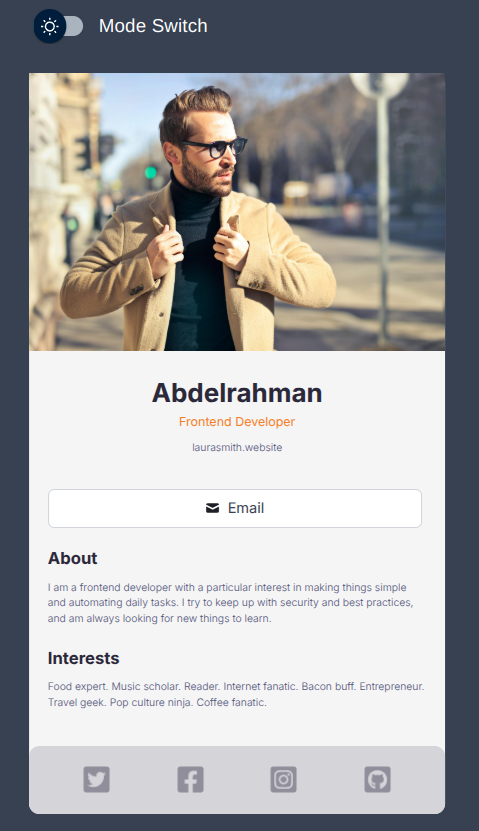 Mode Switch
Abdelrahman
Frontend Developer
laurasmith.website
Email
About
I am a frontend developer with a particular interest in making things simple
and automating daily tasks. I try to keep up with security and best practices,
and am always looking for new things to learn.
Interests
Food expert. Music scholar. Reader. Internet fanatic. Bacon buff. Entrepreneur.
Travel geek. Pop culture ninja. Coffee fanatic.